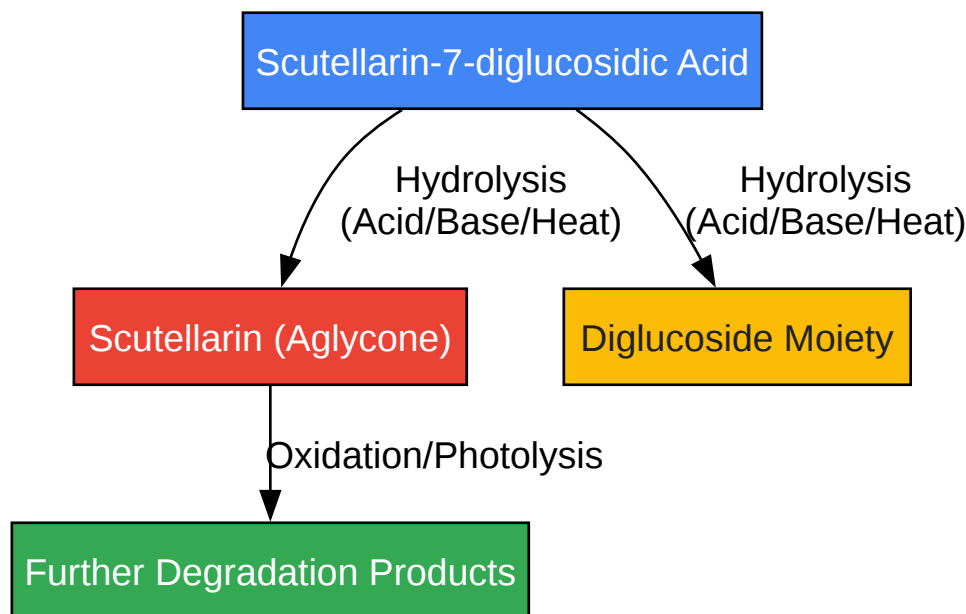 Scutellarin-7-diglucosidic Acid
Hydrolysis
(Acid/Base/Heat)
Hydrolysis
(Acid/Base/Heat)
Scutellarin (Aglycone)
Diglucoside Moiety
Oxidation/Photolysis
Further Degradation Products